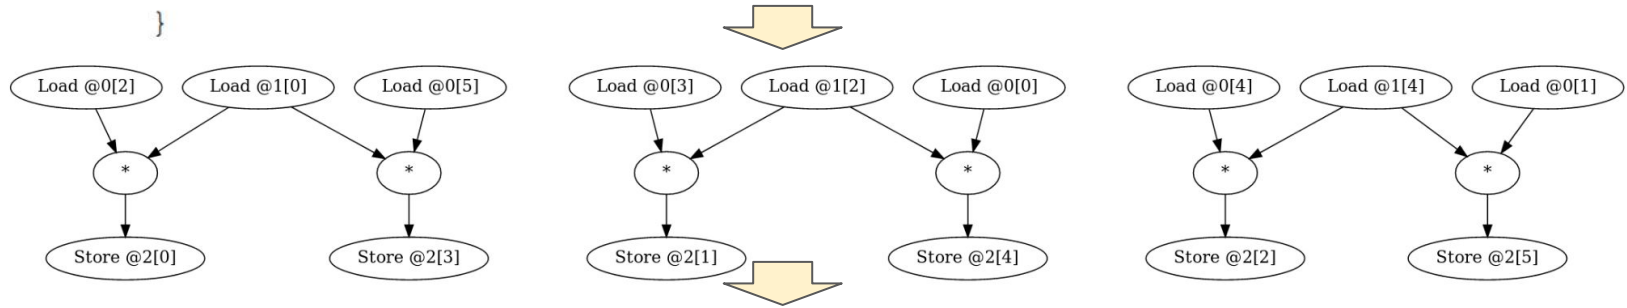 }
Load @0[2] Load @1[0] Load @0[5] Load @0[3] Load @1[2] Load @0[0] Load @0[4] Load @1[4] Load @0[1]
* * * * * *
Store @2[0] Store @2[3] Store @2[1] Store @2[4] Store @2[2] Store @2[5]